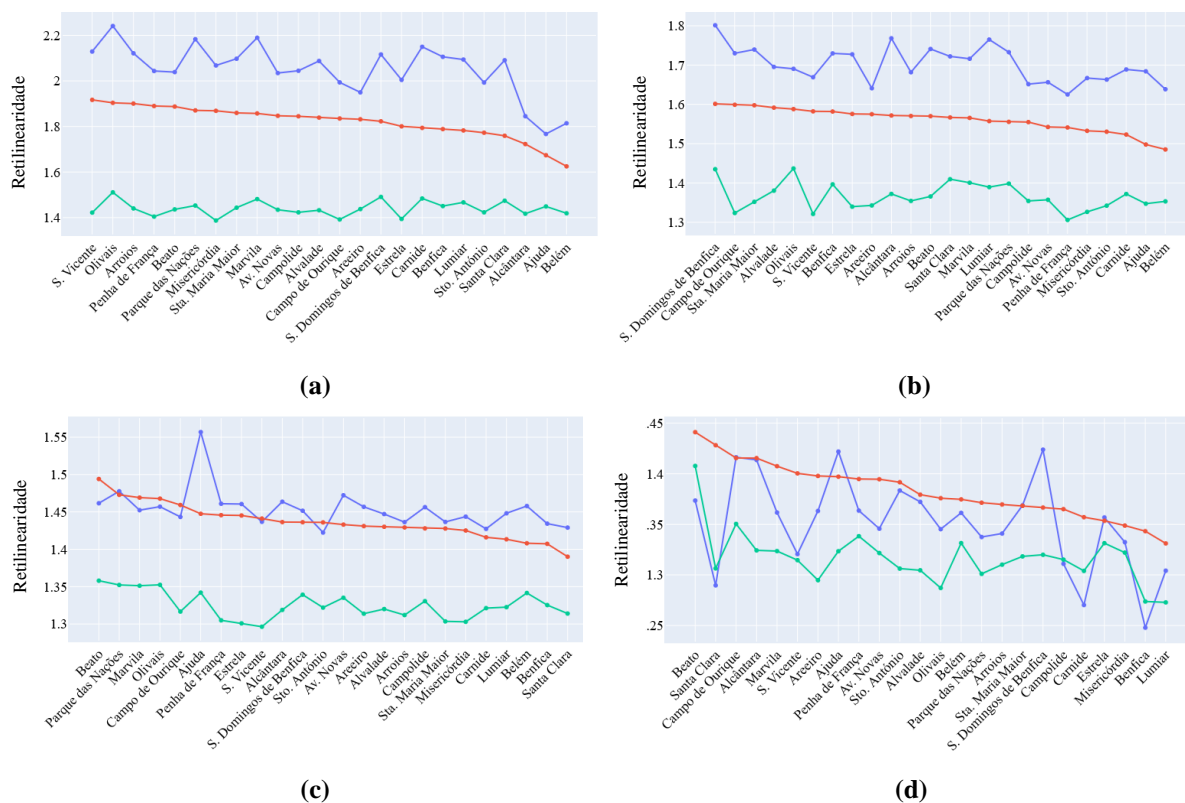 Retilinearidade
2.2
2
1.8
1.6
1.4
S. Vicente
Olivais
Arroios
Penha de França
Beato
Parque das Nações
Misericórdia
Sta. Maria Maior
Marvila
Av. Novas
Campolide
Alvalade
Campo de Ourique
Areeiro
S. Domingos de Benfica
Estrela
Carnide
Benfica
Lumiar
Sto. António
Santa Clara
Alcântara
Ajuda
Belém
(a)
Retilinearidade
1.8
1.7
1.6
1.5
1.4
1.3
S. Domingos de Benfica
Campo de Ourique
Sta. Maria Maior
Alvalade
Olivais
S. Vicente
Benfica
Estrela
Areeiro
Alcântara
Arroios
Beato
Santa Clara
Marvila
Lumiar
Parque das Nações
Campolide
Av. Novas
Penha de França
Misericórdia
Sto. António
Carnide
Ajuda
Belém
(b)
Retilinearidade
1.55
1.5
1.45
1.4
1.35
1.3
Beato
Parque das Nações
Marvila
Olivais
Campo de Ourique
Ajuda
Penha de França
Estrela
S. Vicente
Alcântara
S. Domingos de Benfica
Sto. António
Av. Novas
Areeiro
Alvalade
Arroios
Campolide
Sta. Maria Maior
Misericórdia
Carnide
Lumiar
Belém
Benfica
Santa Clara
(c)
Retilinearidade
.45
1.4
.35
1.3
.25
Beato
Santa Clara
Campo de Ourique
Alcântara
Marvila
S. Vicente
Areeiro
Ajuda
Penha de França
Av. Novas
Sto. António
Alvalade
Olivais
Belém
Parque das Nações
Arroios
Sta. Maria Maior
S. Domingos de Benfica
Campolide
Carnide
Estrela
Misericórdia
Benfica
Lumiar
(d)